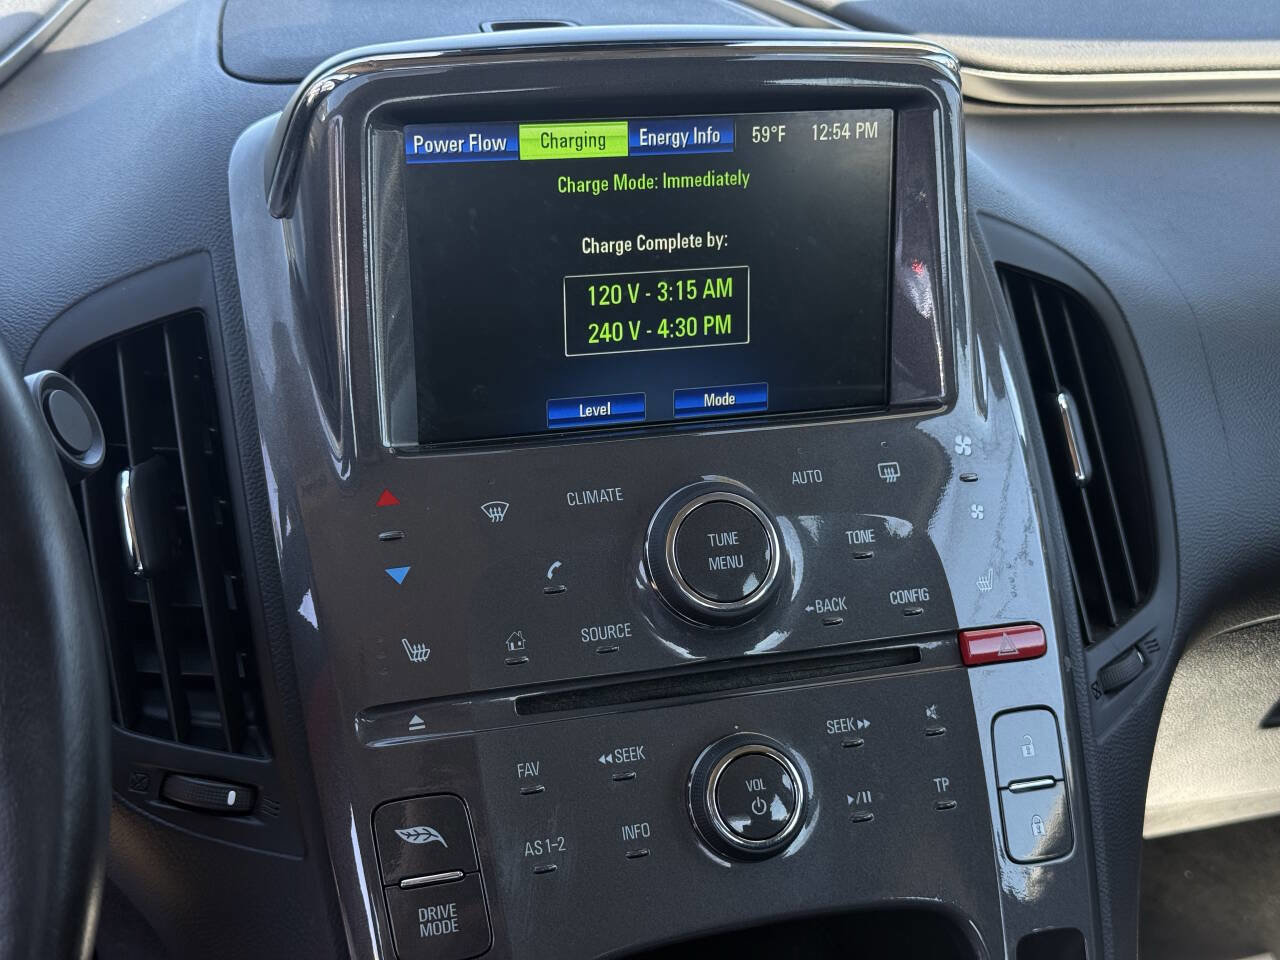 Power Flow Charging Energy Info 59°F 12:54 PM
Charge Mode: Immediately
Charge Complete by:
120 V - 3:15 AM
240 V - 4:30 PM
Level Mode
CLIMATE
AUTO
TUNE
MENU
TONE
SOURCE
BACK
CONFIG
FAV
SEEK
SEEK
VOL
TP
AS 1-2
INFO
DRIVE
MODE